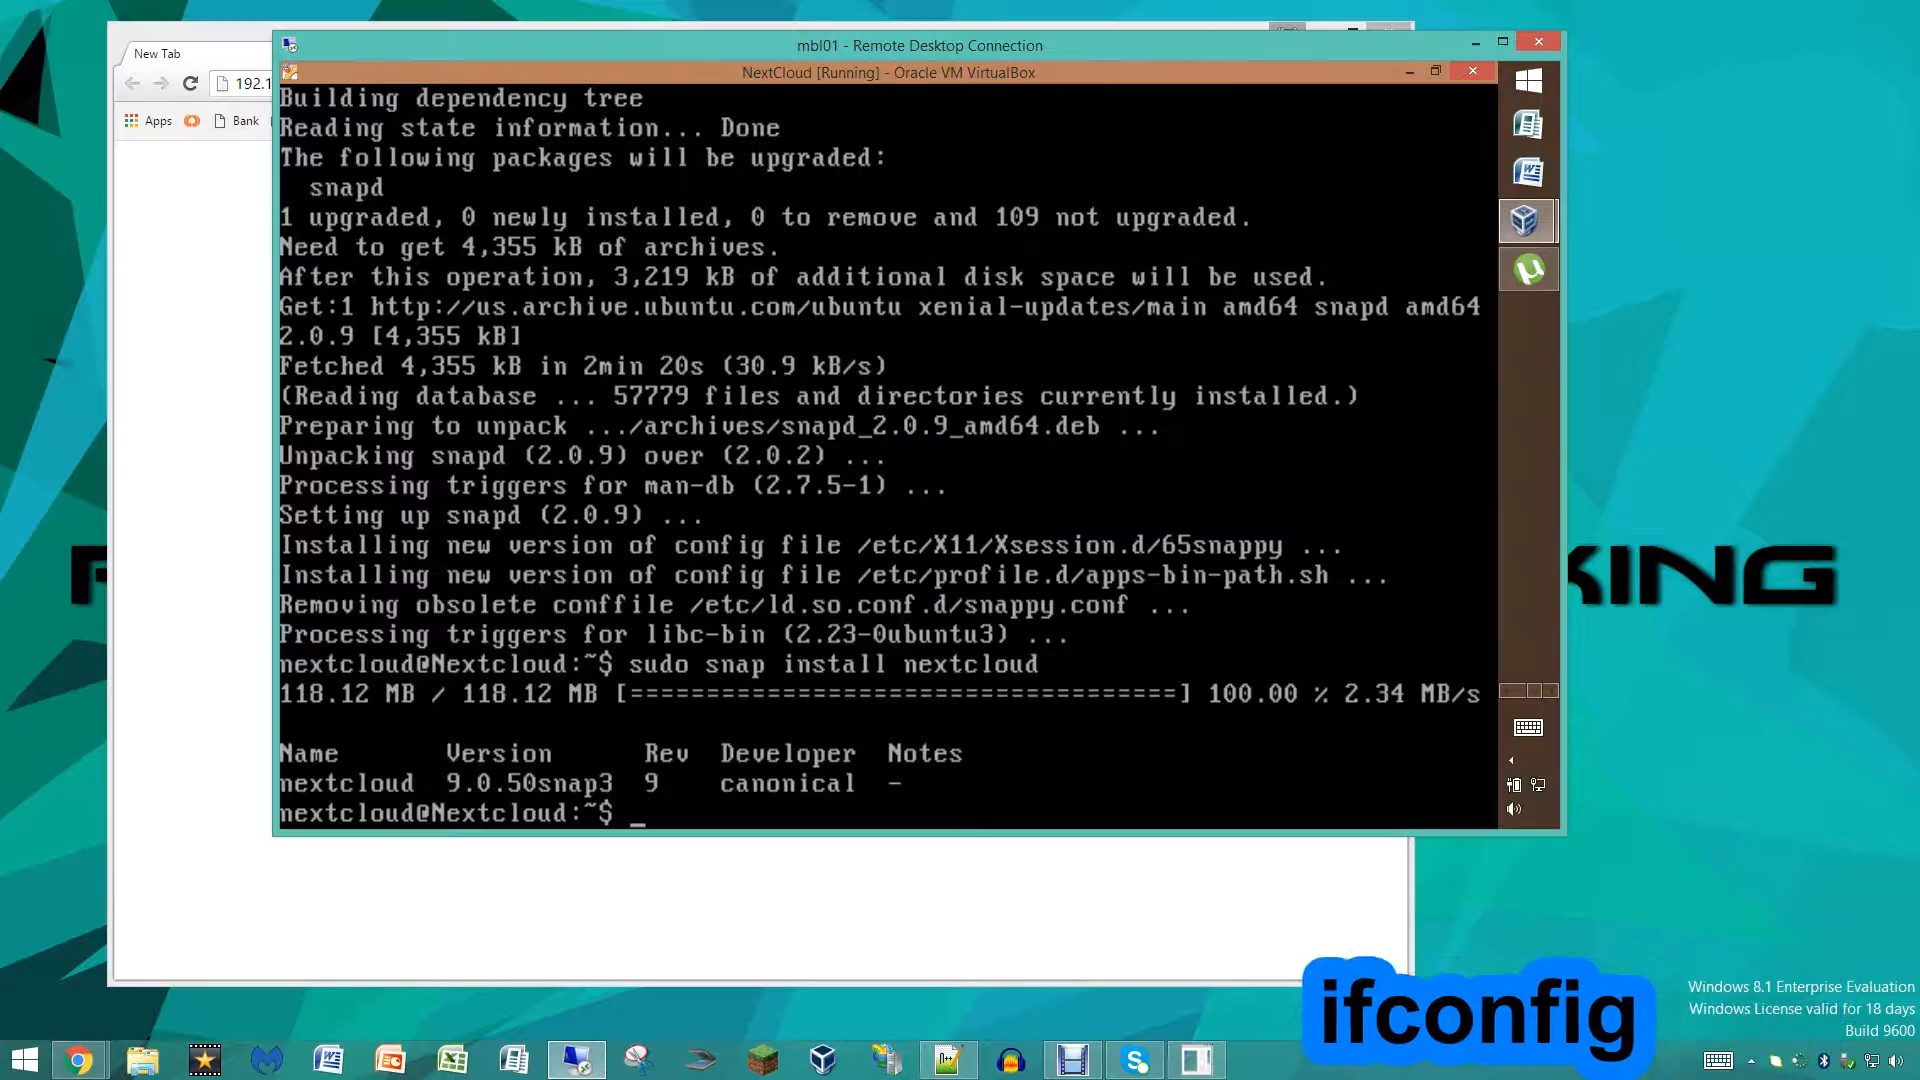 mbl01 - Remote Desktop Connection
New Tab
NextCloud [Running] - Oracle VM VirtualBox
192.1
Apps
Bank
Building dependency tree
Reading state information... Done
The following packages will be upgraded:
snapd
1 upgraded, 0 newly installed, 0 to remove and 109 not upgraded.
Need to get 4,355 kB of archives.
After this operation, 3,219 kB of additional disk space will be used.
Get:1 http://us.archive.ubuntu.com/ubuntu xenial-updates/main amd64 snapd amd64
2.0.9 [4,355 kB]
Fetched 4,355 kB in 2min 20s (30.9 kB/s)
(Reading database ... 57779 files and directories currently installed.)
Preparing to unpack .../archives/snapd_2.0.9_amd64.deb ...
Unpacking snapd (2.0.9) over (2.0.2) ...
Processing triggers for man-db (2.7.5-1) ...
Setting up snapd (2.0.9) ...
Installing new version of config file /etc/X11/Xsession.d/65snappy ...
Installing new version of config file /etc/profile.d/apps-bin-path.sh ...
Removing obsolete conffile /etc/ld.so.conf.d/snappy.conf ...
Processing triggers for libc-bin (2.23-0ubuntu3) ...
nextcloud@Nextcloud:~$ sudo snap install nextcloud
118.12 MB / 118.12 MB [====================================] 100.00 % 2.34 MB/s
Name Version Rev Developer Notes
nextcloud 9.0.50snap3 9 canonical -
nextcloud@Nextcloud:~$ _
KING
ifconfig
Windows 8.1 Enterprise Evaluation
Windows License valid for 18 days
Build 9600